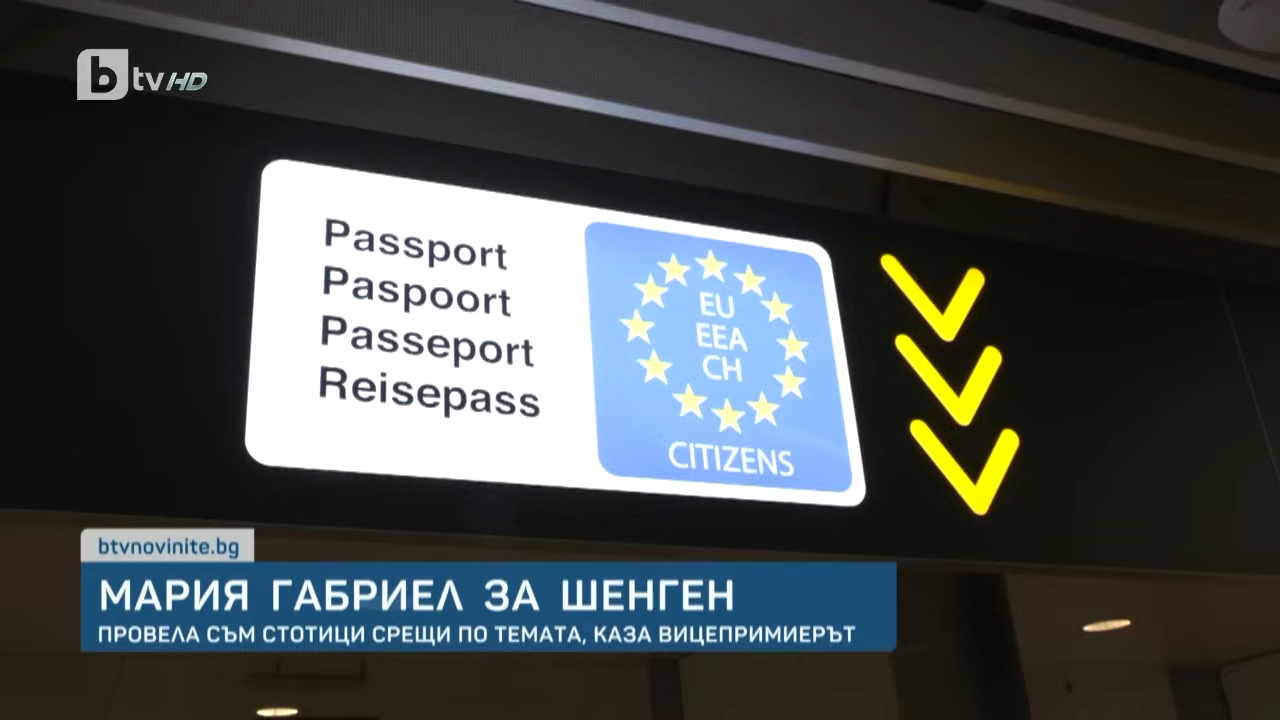 btv HD
Passport
Paspoort
Passeport
Reisepass
EU
EEA
CH
CITIZENS
btvnovinite.bg
МАРИЯ ГАБРИЕЛ ЗА ШЕНГЕН
ПРОВЕЛА СЪМ СТОТИЦИ СРЕЩИ ПО ТЕМАТА, КАЗА ВИЦЕПРИМИЕРЪТ